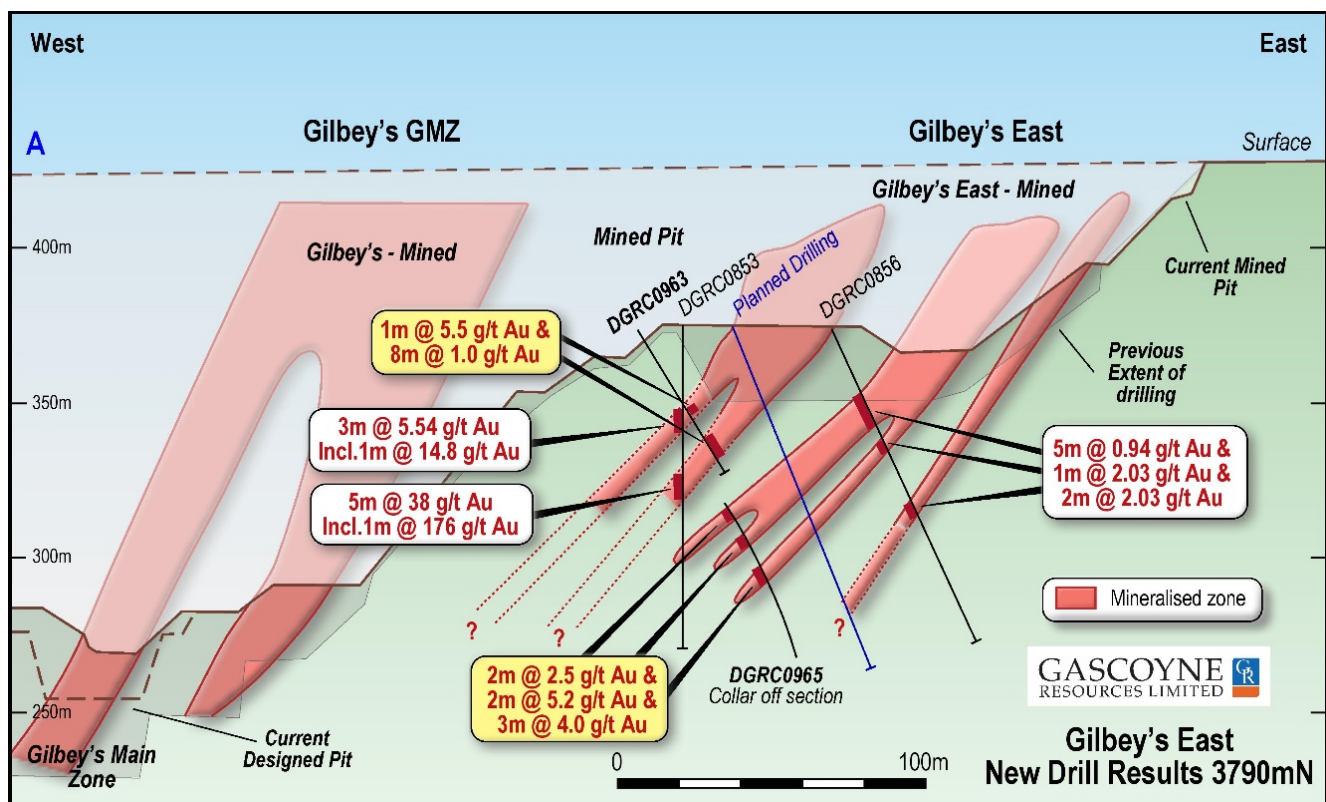 West
East
Gilbey's GMZ
Gilbey's East
A
Surface
Gilbey's East - Mined
Mined Pit
Gilbey's - Mined
400m
Current Mined
Pit
DGRC0963
DGRC0853
Planned Drilling
DGRC0856
1m @ 5.5 g/t Au &
8m @ 1.0 g/t Au
Previous
Extent of
drilling
350m
3m @ 5.54 g/t Au
Incl.1m @ 14.8 g/t Au
5m @ 0.94 g/t Au &
1m @ 2.03 g/t Au &
2m @ 2.03 g/t Au
5m @ 38 g/t Au
Incl.1m @ 176 g/t Au
300m
Mineralised zone
?
?
?
2m @ 2.5 g/t Au &
2m @ 5.2 g/t Au &
3m @ 4.0 g/t Au
DGRC0965
Collar off section
GASCOYNE
RESOURCES LIMITED
GR
250m
Gilbey's Main
Zone
Current
Designed Pit
0
100m
Gilbey's East
New Drill Results 3790mN